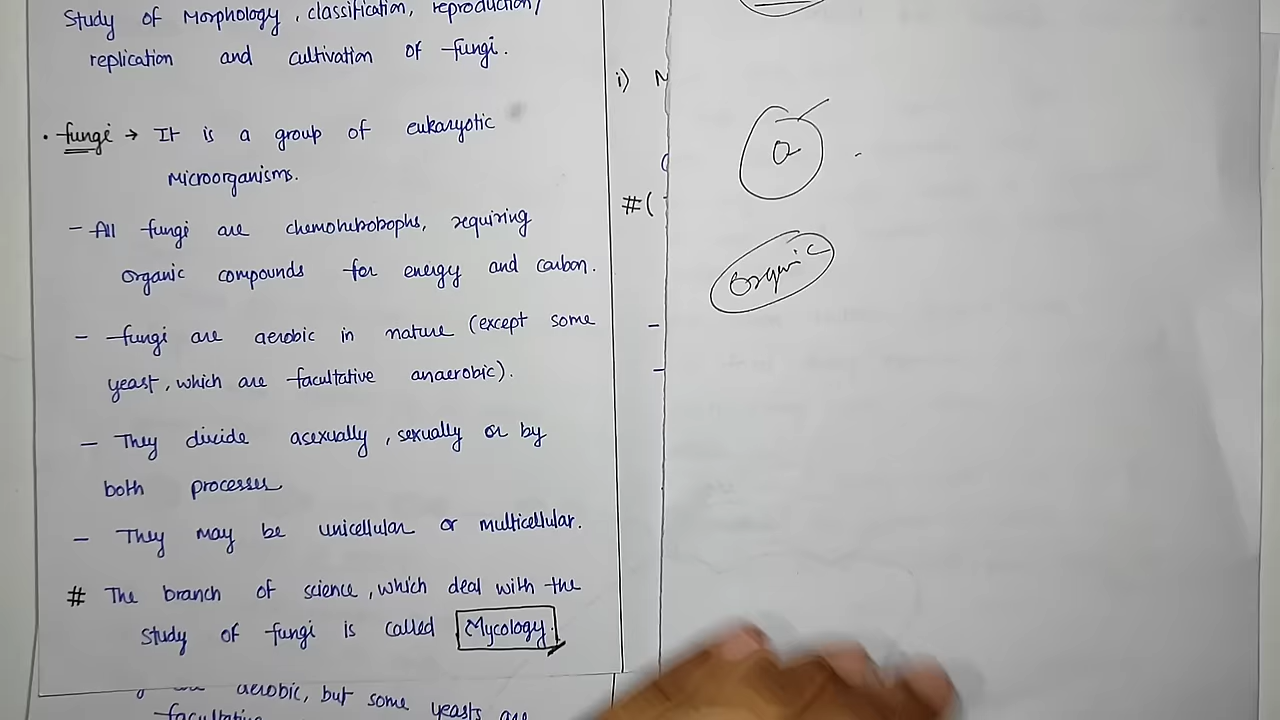 Study of Morphology, classification, reproduction/
replication and cultivation of fungi.
• fungi → It is a group of eukaryotic
Microorganisms.
- All fungi are chemoheterotrophs, requiring
organic compounds for energy and carbon.
- fungi are aerobic in nature (except some
yeast, which are facultative anaerobic).
- They divide asexually, sexually or by
both processes
- They may be unicellular or multicellular.
# The branch of science, which deal with the
study of fungi is called Mycology.
aerobic, but some yeasts are
facultative
i)
#(
-
-
a
organic